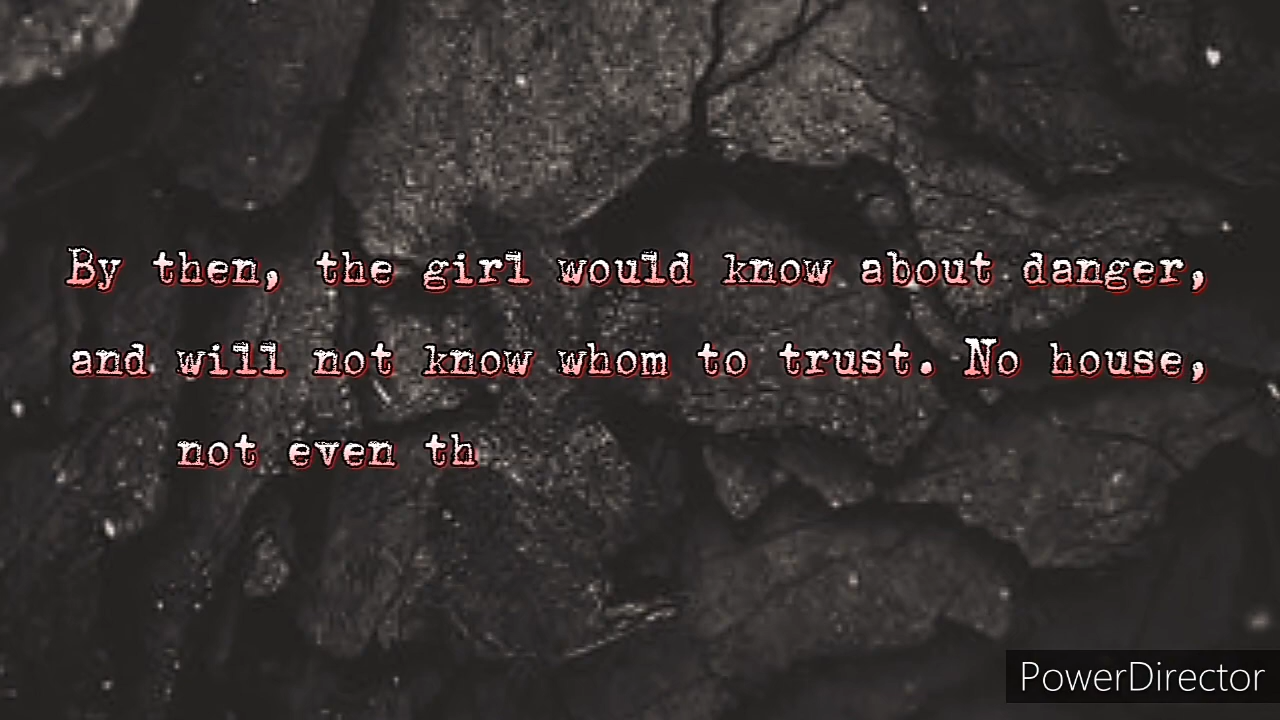 By then, the girl would know about danger,
and will not know whom to trust. No house,
not even th
PowerDirector